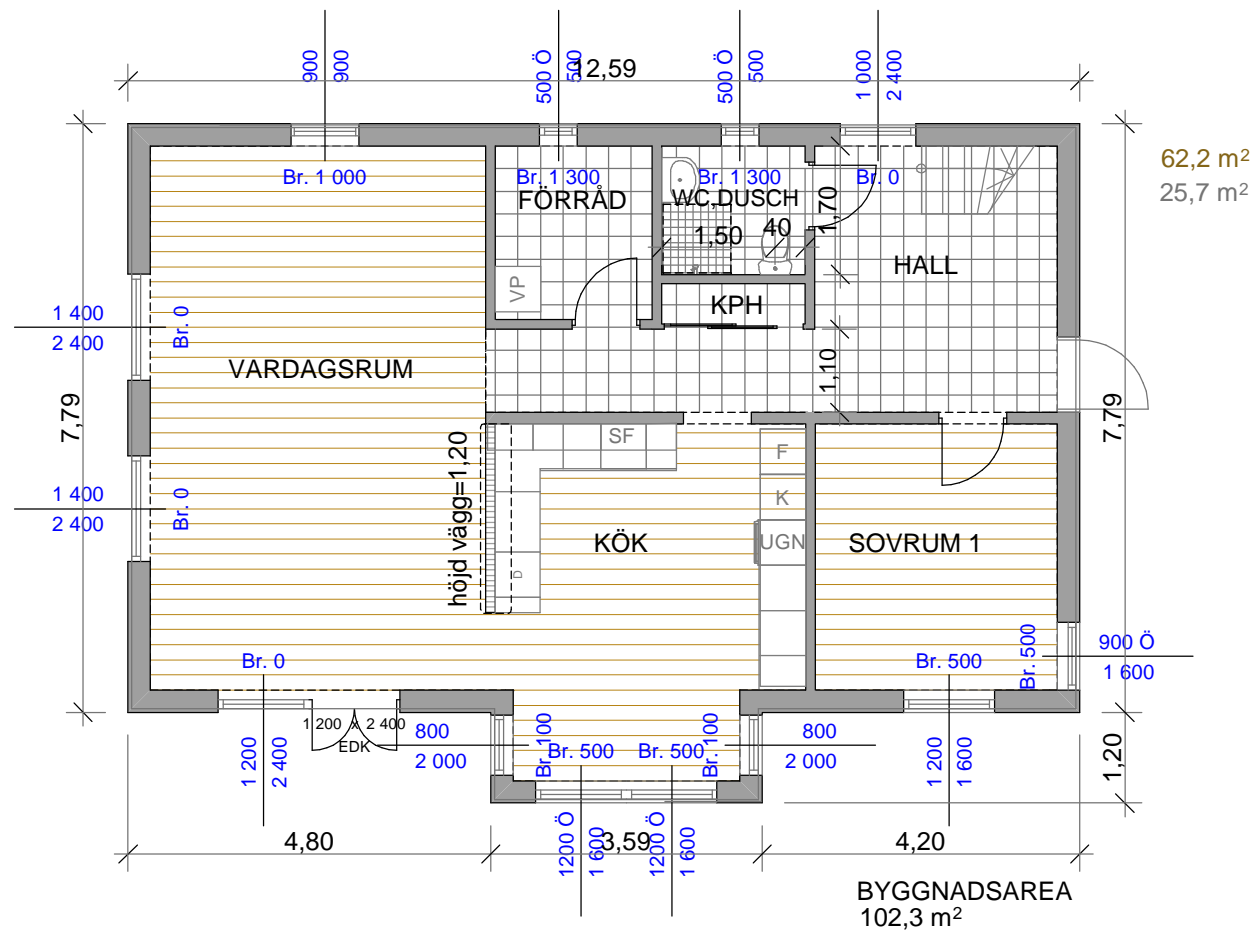 900
900
500 Ö
500
500 Ö
500
1 000
2 400
12,59
62,2 m²
25,7 m²
Br. 1 000
Br. 1 300
Br. 1 300
Br. 0
FÖRRÅD
WC,DUSCH
1,70
1,50
40
HALL
VP
KPH
1 400
2 400
Br. 0
VARDAGSRUM
1,10
7,79
7,79
SF
F
höjd vägg=1,20
K
1 400
2 400
Br. 0
KÖK
UGN
SOVRUM 1
D
Br. 0
Br. 500
Br. 500
900 Ö
1 600
1 200 x 2 400
EDK
800
2 000
Br. 100
Br. 500
Br. 500
Br. 100
800
2 000
1 200
2 400
1 200
1 600
1,20
1200 Ö
1 600
1200 Ö
1 600
4,80
3,59
4,20
BYGGNADSAREA
102,3 m²